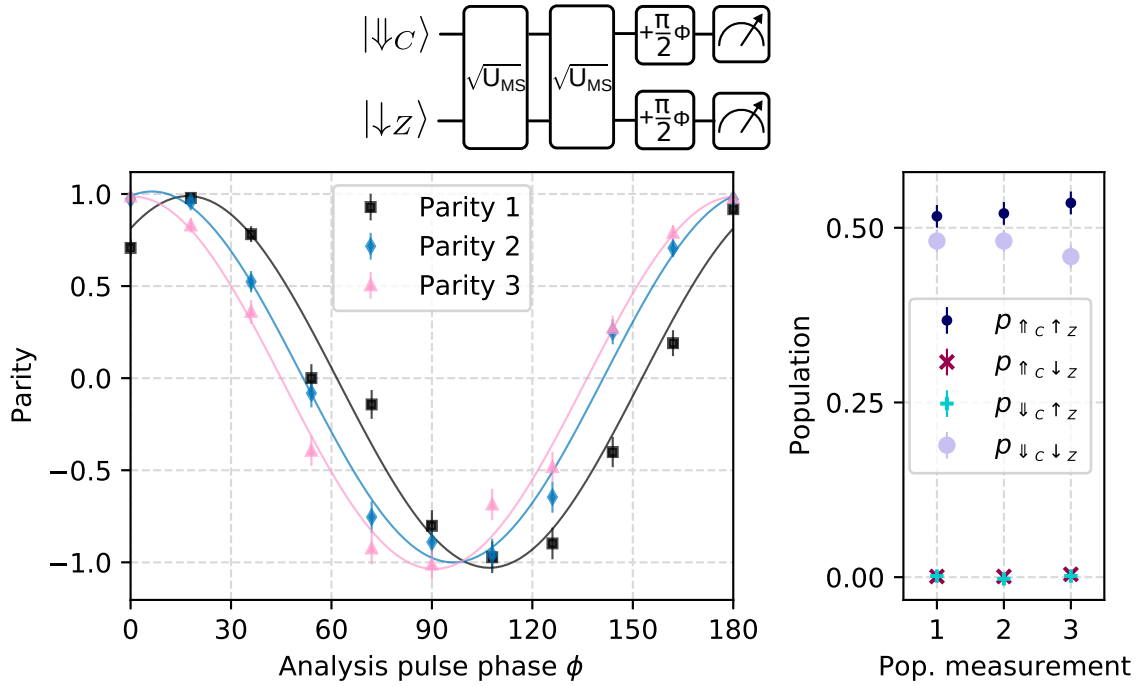 |⇓C⟩ √UMS √UMS +π/2 Φ
|↓Z⟩ +π/2 Φ
1.0
0.5
0.0
−0.5
−1.0
Parity
Parity 1
Parity 2
Parity 3
0 30 60 90 120 150 180
Analysis pulse phase ϕ
0.50
0.25
0.00
Population
p⇑C↑Z
p⇑C↓Z
p⇓C↑Z
p⇓C↓Z
1 2 3
Pop. measurement